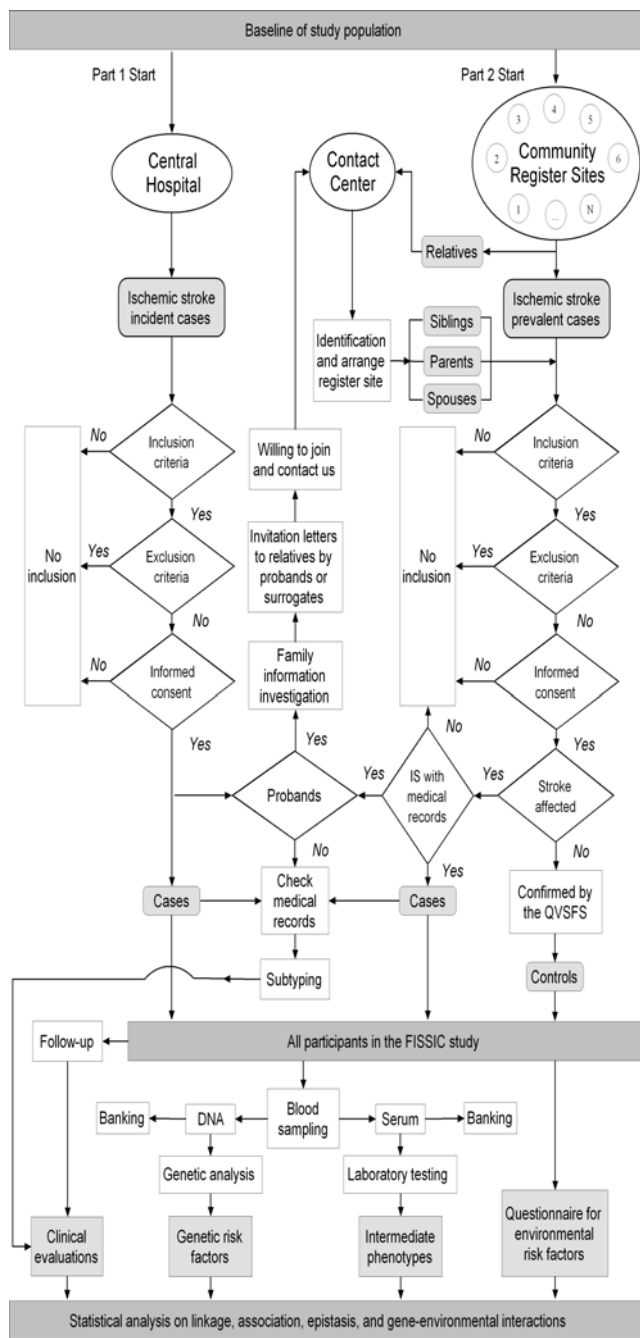 Baseline of study population
Part 1 Start
Part 2 Start
Central
Hospital
Contact
Center
3
4
5
2
Community
Register Sites
6
1
...
N
Relatives
Ischemic stroke
incident cases
Ischemic stroke
prevalent cases
Identification
and arrange
register site
Siblings
Parents
Spouses
No
Inclusion
criteria
Yes
Willing to join
and contact us
No
Inclusion
criteria
Yes
No
inclusion
Yes
Exclusion
criteria
No
Invitation letters
to relatives by
probands or
surrogates
No
inclusion
Yes
Exclusion
criteria
No
No
Informed
consent
Yes
Family
information
investigation
No
Informed
consent
Yes
Yes
Probands
No
Yes
No
IS with
medical
records
Yes
Yes
Stroke
affected
No
Cases
Check
medical
records
Cases
Confirmed by
the QVSFS
Subtyping
Controls
Follow-up
All participants in the FISSIC study
Banking
DNA
Blood
sampling
Serum
Banking
Genetic analysis
Laboratory testing
Clinical
evaluations
Genetic risk
factors
Intermediate
phenotypes
Questionnaire for
environmental
risk factors
Statistical analysis on linkage, association, epistasis, and gene-environmental interactions